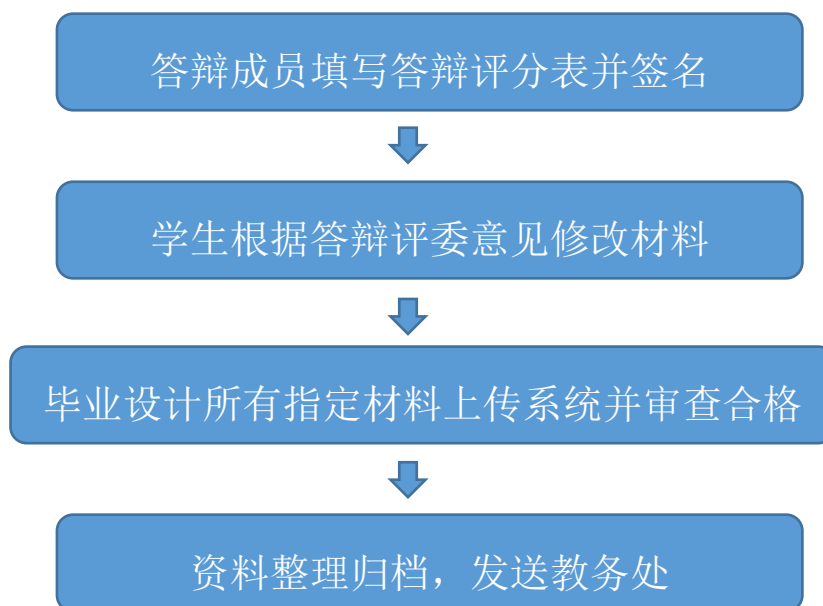 答辩成员填写答辩评分表并签名
学生根据答辩评委意见修改材料
毕业设计所有指定材料上传系统并审查合格
资料整理归档，发送教务处